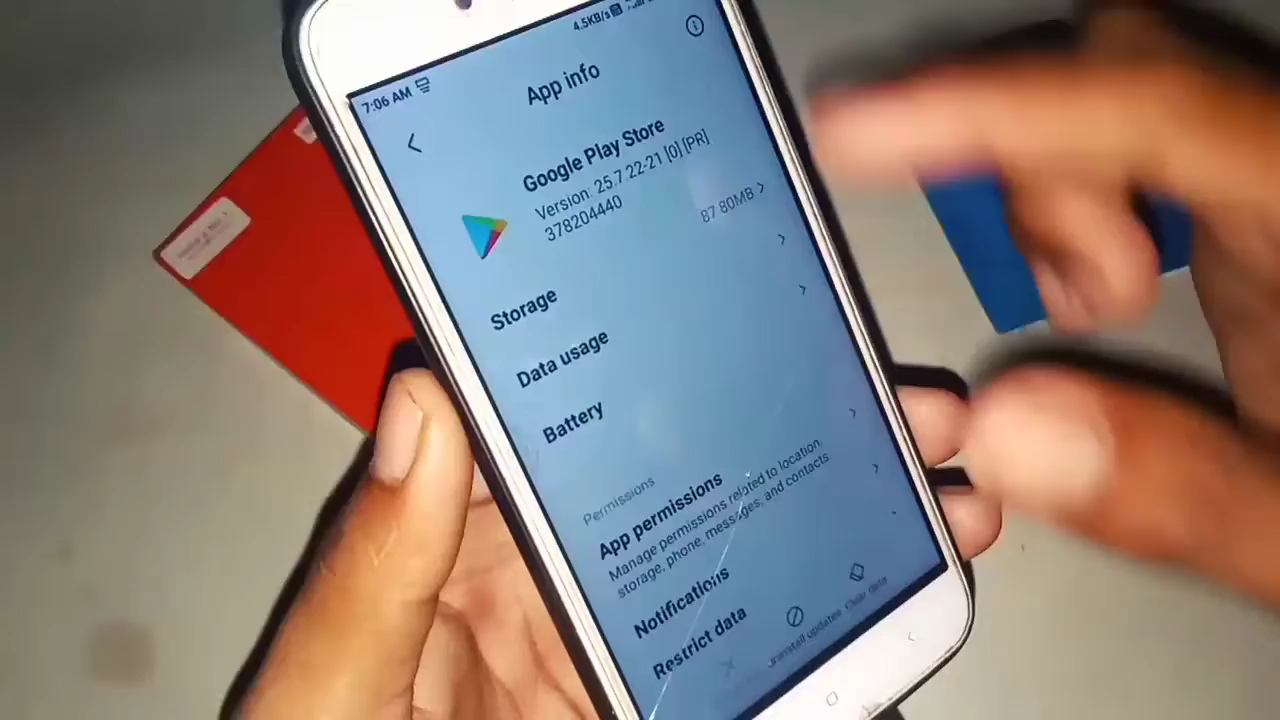 4.5KB/s
7:06 AM
App info
Google Play Store
Version: 25.7.22-21 [0] [PR]
378204440
87.80MB
Storage
Data usage
Battery
Permissions
App permissions
Manage permissions related to location,
storage, phone, messages, and contacts
Notifications
Restrict data
Uninstall updates
Clear data